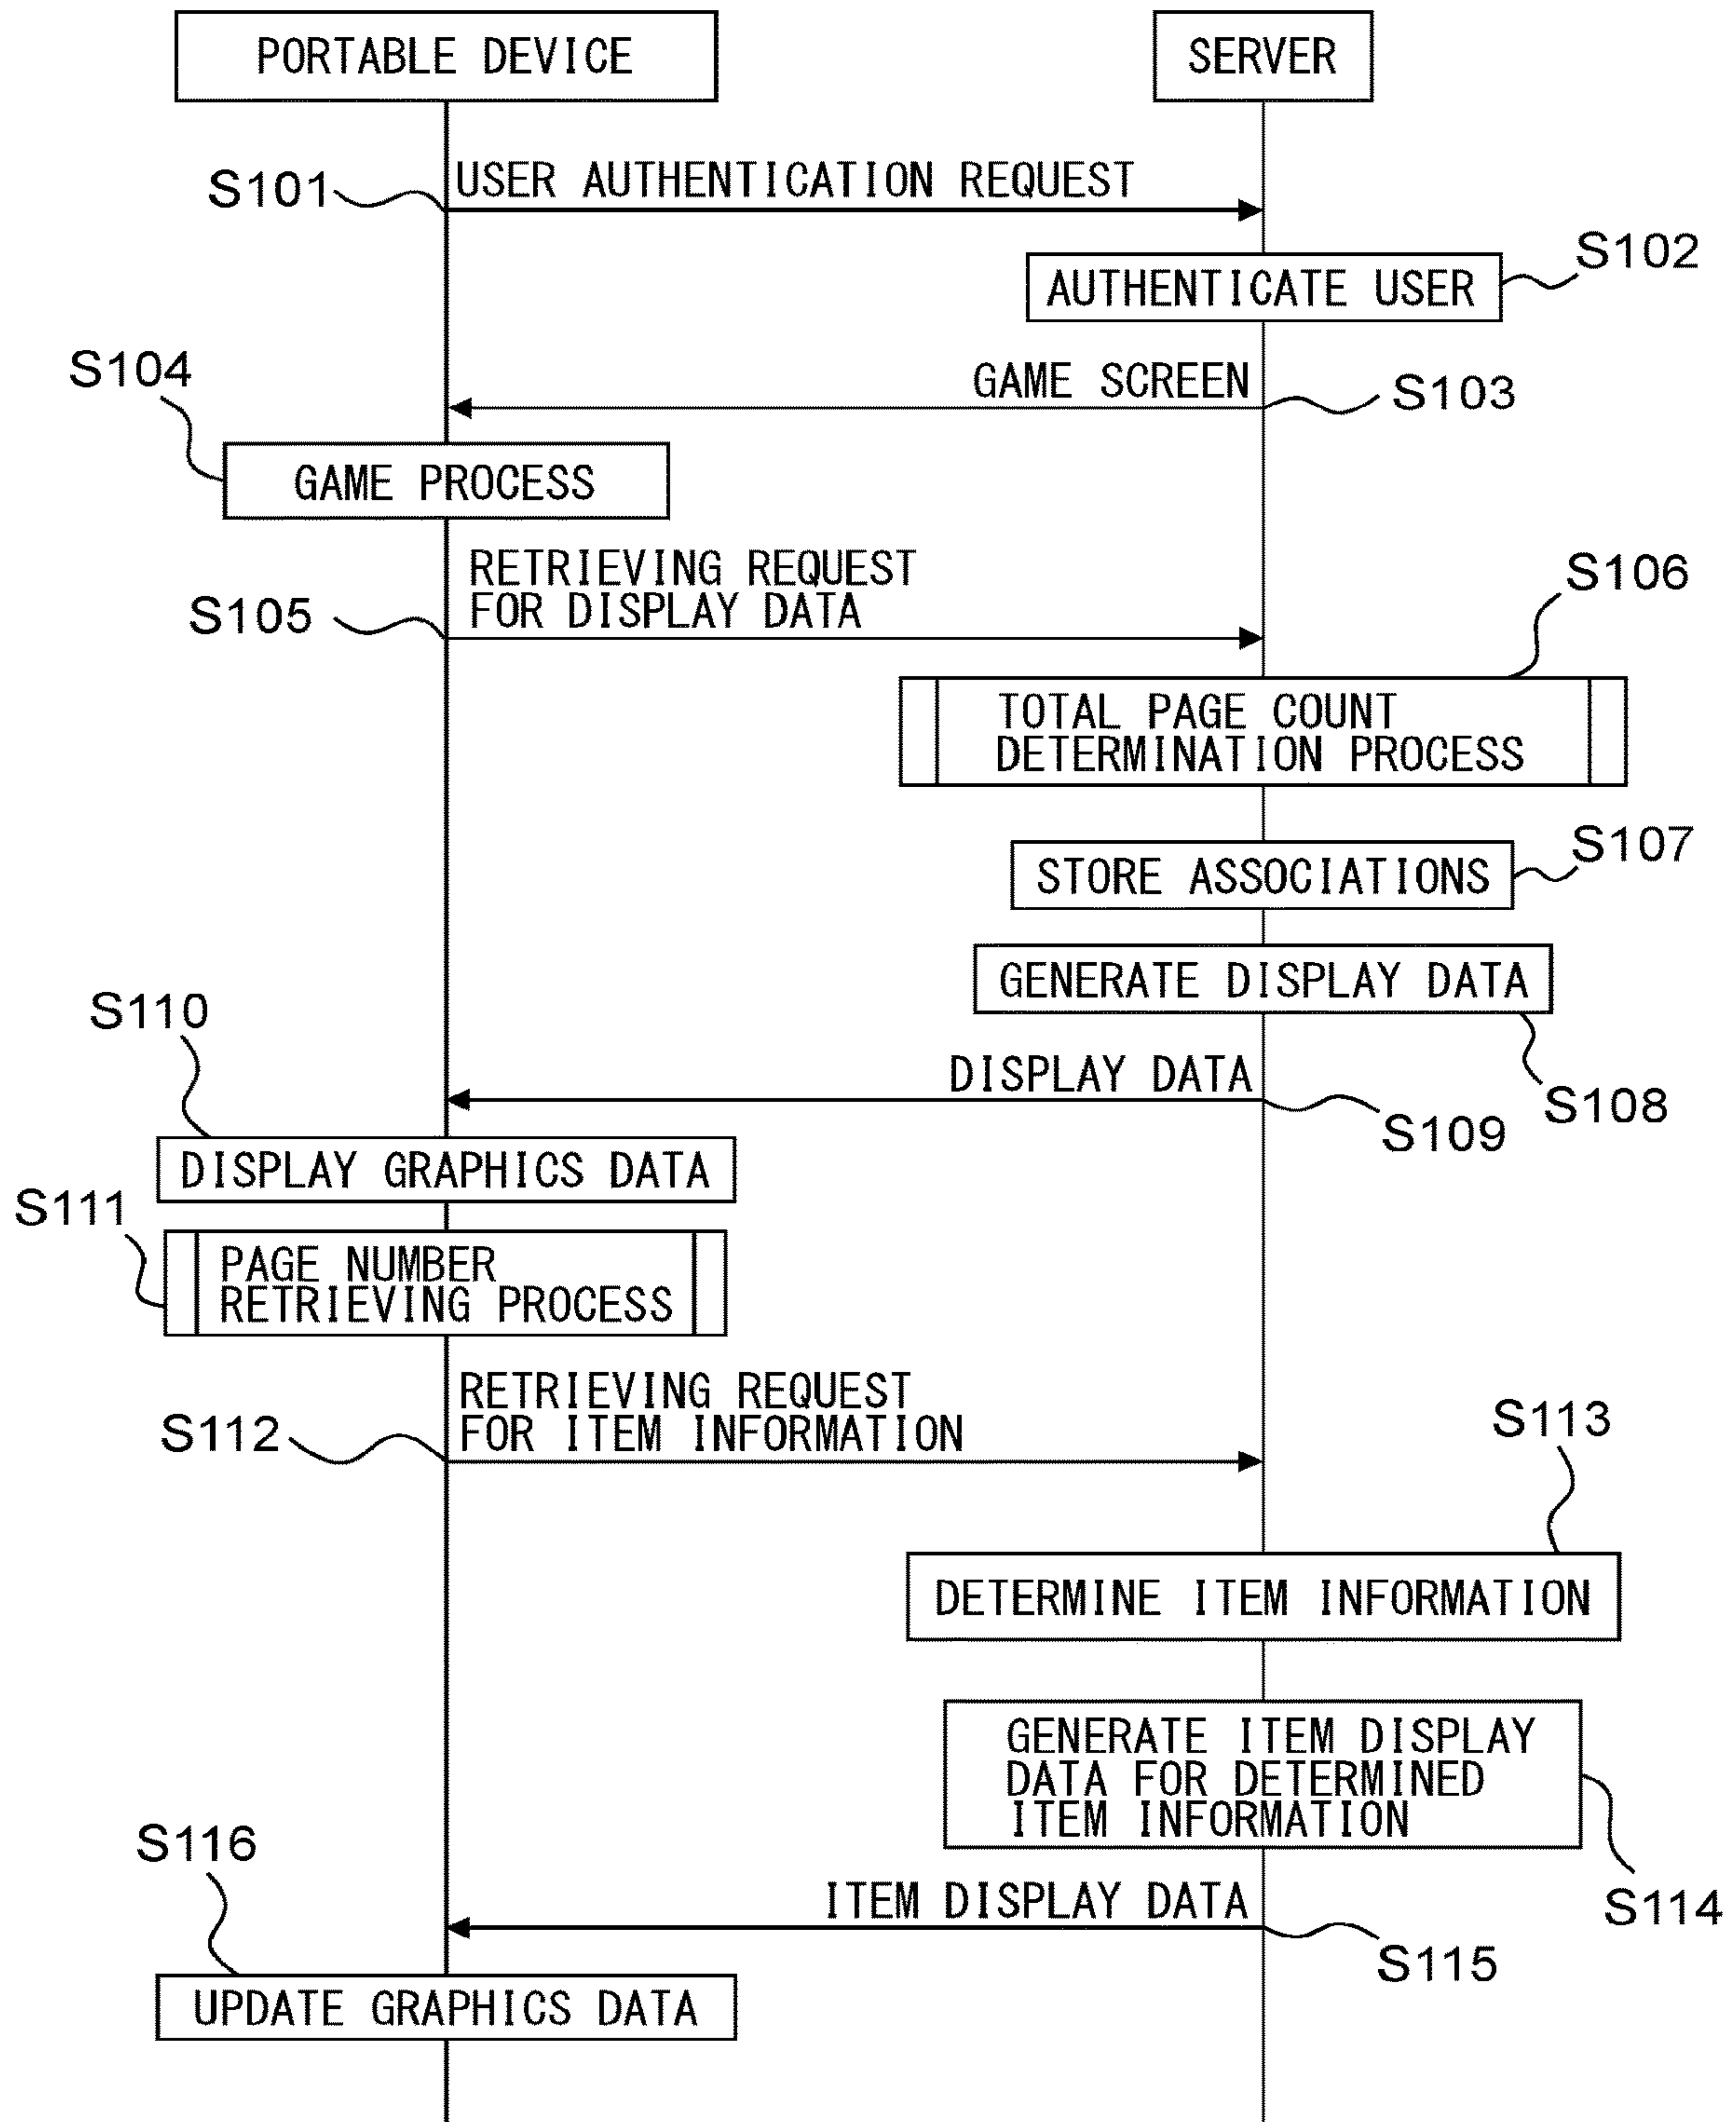 PORTABLE DEVICE
SERVER
S101
USER AUTHENTICATION REQUEST
S102
AUTHENTICATE USER
S104
GAME SCREEN
S103
GAME PROCESS
RETRIEVING REQUEST
FOR DISPLAY DATA
S105
S106
TOTAL PAGE COUNT
DETERMINATION PROCESS
S107
STORE ASSOCIATIONS
GENERATE DISPLAY DATA
S110
DISPLAY DATA
S108
S109
DISPLAY GRAPHICS DATA
S111
PAGE NUMBER
RETRIEVING PROCESS
RETRIEVING REQUEST
FOR ITEM INFORMATION
S112
S113
DETERMINE ITEM INFORMATION
GENERATE ITEM DISPLAY
DATA FOR DETERMINED
ITEM INFORMATION
S116
ITEM DISPLAY DATA
S114
S115
UPDATE GRAPHICS DATA